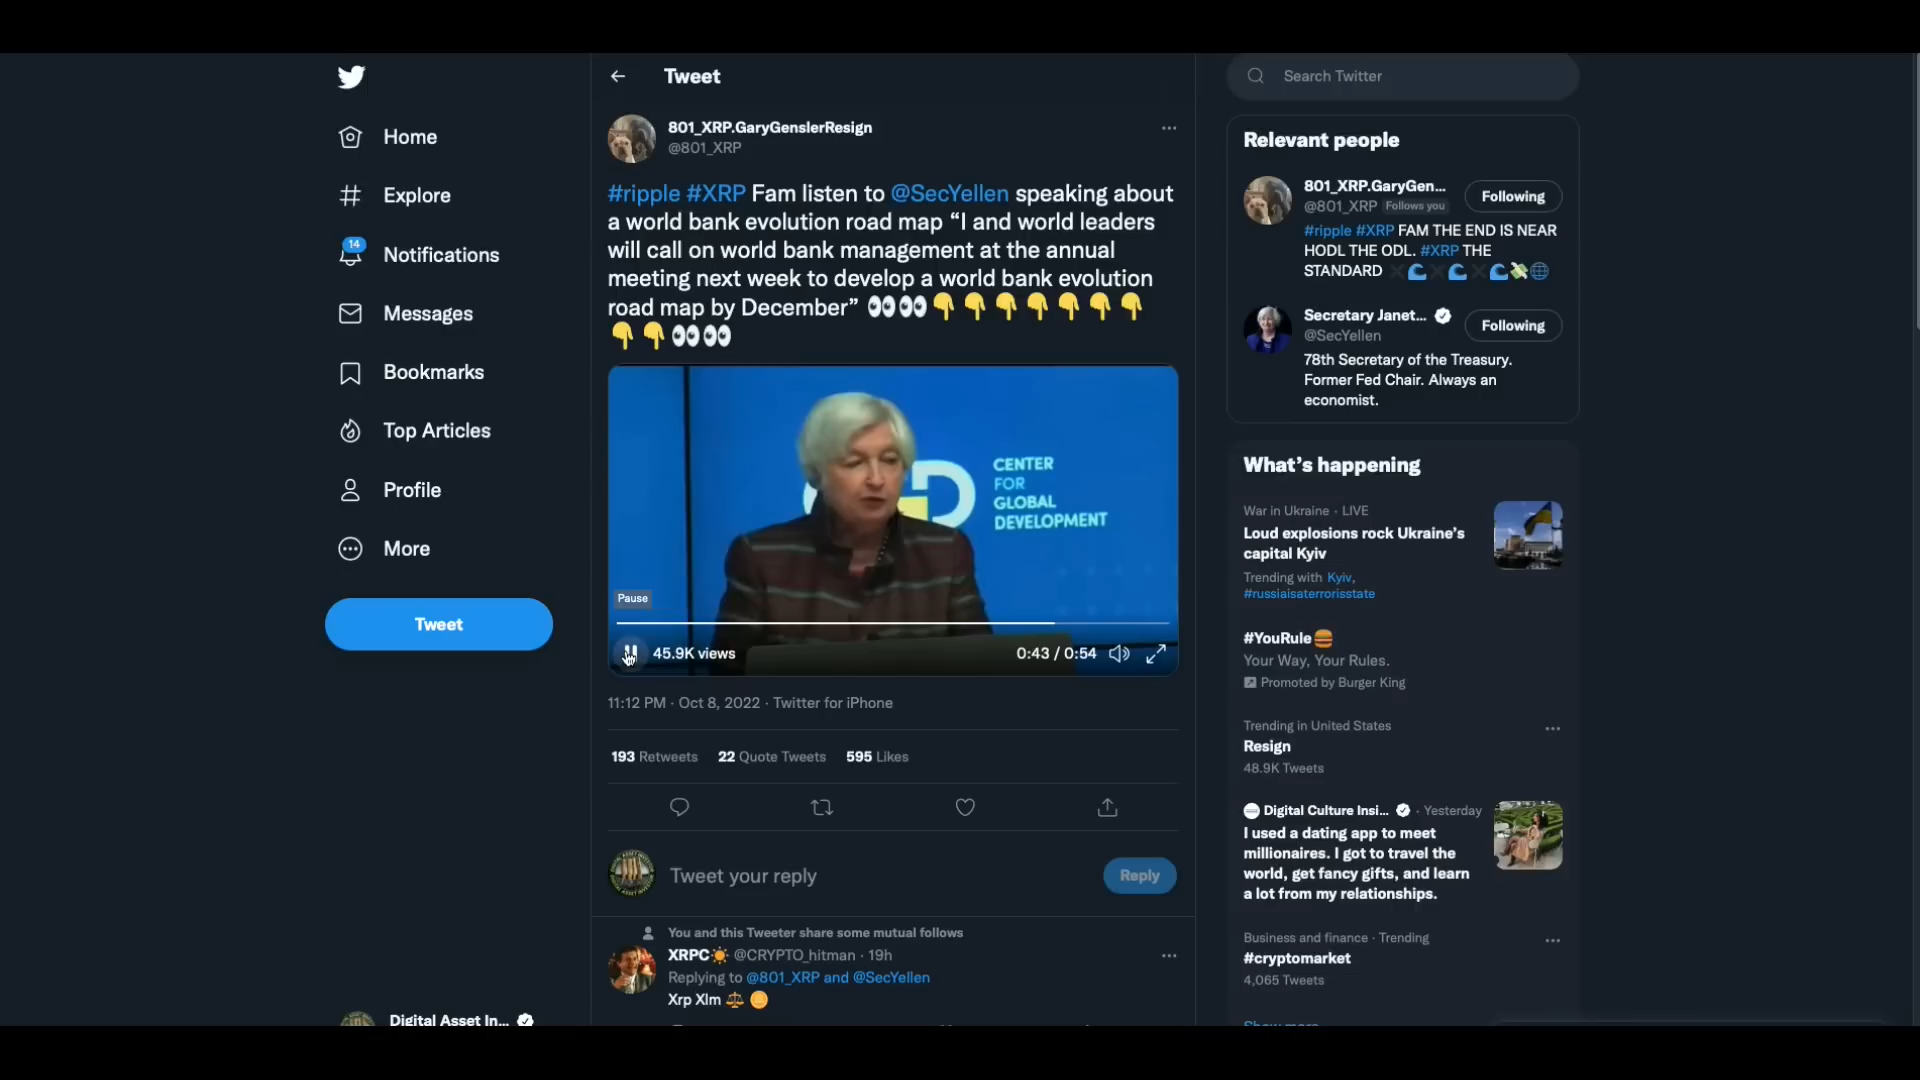 Home
Explore
14
Notifications
Messages
Bookmarks
Top Articles
Profile
More
Tweet
Digital Asset In...
Tweet
801_XRP.GaryGenslerResign
@801_XRP
#ripple #XRP Fam listen to @SecYellen speaking about
a world bank evolution road map “I and world leaders
will call on world bank management at the annual
meeting next week to develop a world bank evolution
road map by December” 👀👀👇👇👇👇👇👇👇
👇👇👀👀
CENTER
FOR
GLOBAL
DEVELOPMENT
Pause
45.9K views
0:43 / 0:54
11:12 PM · Oct 8, 2022 · Twitter for iPhone
193 Retweets 22 Quote Tweets 595 Likes
Tweet your reply
Reply
You and this Tweeter share some mutual follows
XRPC☀️ @CRYPTO_hitman · 19h
Replying to @801_XRP and @SecYellen
Xrp Xlm ⚖️ 🪙
Search Twitter
Relevant people
801_XRP.GaryGen...
@801_XRP Follows you
Following
#ripple #XRP FAM THE END IS NEAR
HODL THE ODL. #XRP THE
STANDARD ✖️🌊✖️🌊✖️🌊💸🌐
Secretary Janet...
@SecYellen
Following
78th Secretary of the Treasury.
Former Fed Chair. Always an
economist.
What’s happening
War in Ukraine · LIVE
Loud explosions rock Ukraine’s
capital Kyiv
Trending with Kyiv,
#russiaisaterrorisstate
#YouRule🍔
Your Way, Your Rules.
Promoted by Burger King
Trending in United States
Resign
48.9K Tweets
Digital Culture Insi... · Yesterday
I used a dating app to meet
millionaires. I got to travel the
world, get fancy gifts, and learn
a lot from my relationships.
Business and finance · Trending
#cryptomarket
4,065 Tweets
Show more